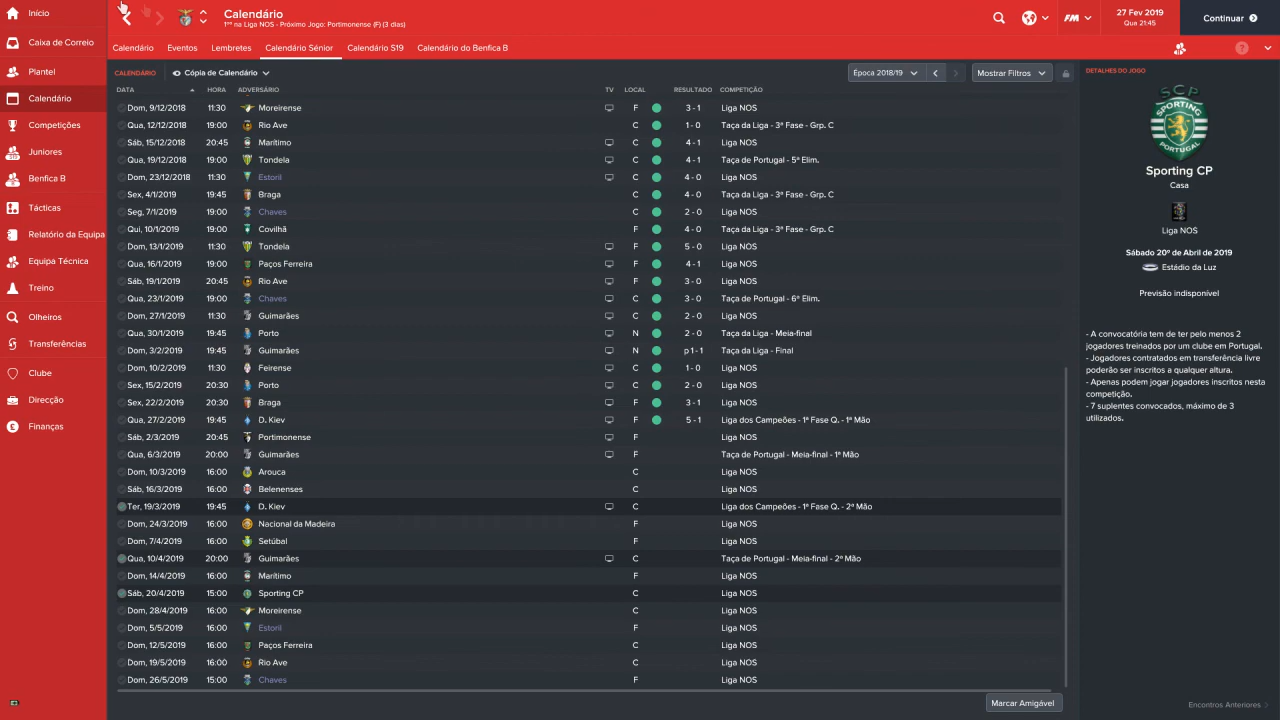 Início
Caixa de Correio
Plantel
Calendário
Competições
Juniores
Benfica B
Tácticas
Relatório da Equipa
Equipa Técnica
Treino
Olheiros
Transferências
Clube
Direcção
Finanças
Calendário
1ºº na Liga NOS - Próximo Jogo: Portimonense (F) (3 dias)
FM
27 Fev 2019
Qua 21:45
Continuar
Calendário Eventos Lembretes Calendário Sénior Calendário S19 Calendário do Benfica B
CALENDÁRIO Cópia de Calendário Época 2018/19 Mostrar Filtros
DATA HORA ADVERSÁRIO TV LOCAL RESULTADO COMPETIÇÃO
Dom, 9/12/2018 11:30 Moreirense F 3 - 1 Liga NOS
Qua, 12/12/2018 19:00 Rio Ave C 1 - 0 Taça da Liga - 3ª Fase - Grp. C
Sáb, 15/12/2018 20:45 Marítimo C 4 - 1 Liga NOS
Qua, 19/12/2018 19:00 Tondela C 4 - 1 Taça de Portugal - 5ª Elim.
Dom, 23/12/2018 11:30 Estoril C 4 - 0 Liga NOS
Sex, 4/1/2019 19:45 Braga C 4 - 0 Taça da Liga - 3ª Fase - Grp. C
Seg, 7/1/2019 19:00 Chaves C 2 - 0 Liga NOS
Qui, 10/1/2019 19:00 Covilhã F 4 - 0 Taça da Liga - 3ª Fase - Grp. C
Dom, 13/1/2019 11:30 Tondela F 5 - 0 Liga NOS
Qua, 16/1/2019 19:00 Paços Ferreira F 4 - 1 Liga NOS
Sáb, 19/1/2019 20:45 Rio Ave F 3 - 0 Liga NOS
Qua, 23/1/2019 19:00 Chaves C 3 - 0 Taça de Portugal - 6ª Elim.
Dom, 27/1/2019 11:30 Guimarães C 2 - 0 Liga NOS
Qua, 30/1/2019 19:45 Porto N 2 - 0 Taça da Liga - Meia-final
Dom, 3/2/2019 19:45 Guimarães N p 1 - 1 Taça da Liga - Final
Dom, 10/2/2019 11:30 Feirense F 1 - 0 Liga NOS
Sex, 15/2/2019 20:30 Porto C 2 - 0 Liga NOS
Sex, 22/2/2019 20:30 Braga F 3 - 1 Liga NOS
Qua, 27/2/2019 19:45 D. Kiev F 5 - 1 Liga dos Campeões - 1ª Fase Q. - 1ª Mão
Sáb, 2/3/2019 20:45 Portimonense F Liga NOS
Qua, 6/3/2019 20:00 Guimarães F Taça de Portugal - Meia-final - 1ª Mão
Dom, 10/3/2019 16:00 Arouca C Liga NOS
Sáb, 16/3/2019 16:00 Belenenses C Liga NOS
Ter, 19/3/2019 19:45 D. Kiev C Liga dos Campeões - 1ª Fase Q. - 2ª Mão
Dom, 24/3/2019 16:00 Nacional da Madeira F Liga NOS
Dom, 7/4/2019 16:00 Setúbal F Liga NOS
Qua, 10/4/2019 20:00 Guimarães C Taça de Portugal - Meia-final - 2ª Mão
Dom, 14/4/2019 16:00 Marítimo F Liga NOS
Sáb, 20/4/2019 15:00 Sporting CP C Liga NOS
Dom, 28/4/2019 16:00 Moreirense C Liga NOS
Dom, 5/5/2019 16:00 Estoril F Liga NOS
Dom, 12/5/2019 16:00 Paços Ferreira C Liga NOS
Dom, 19/5/2019 16:00 Rio Ave C Liga NOS
Dom, 26/5/2019 15:00 Chaves F Liga NOS
Marcar Amigável
DETALHES DO JOGO
SCP
SPORTING
PORTUGAL
Sporting CP
Casa
Liga NOS
Sábado 20º de Abril de 2019
Estádio da Luz
Previsão indisponível
- A convocatória tem de ter pelo menos 2
jogadores treinados por um clube em Portugal.
- Jogadores contratados em transferência livre
poderão ser inscritos a qualquer altura.
- Apenas podem jogar jogadores inscritos nesta
competição.
- 7 suplentes convocados, máximo de 3
utilizados.
Encontros Anteriores